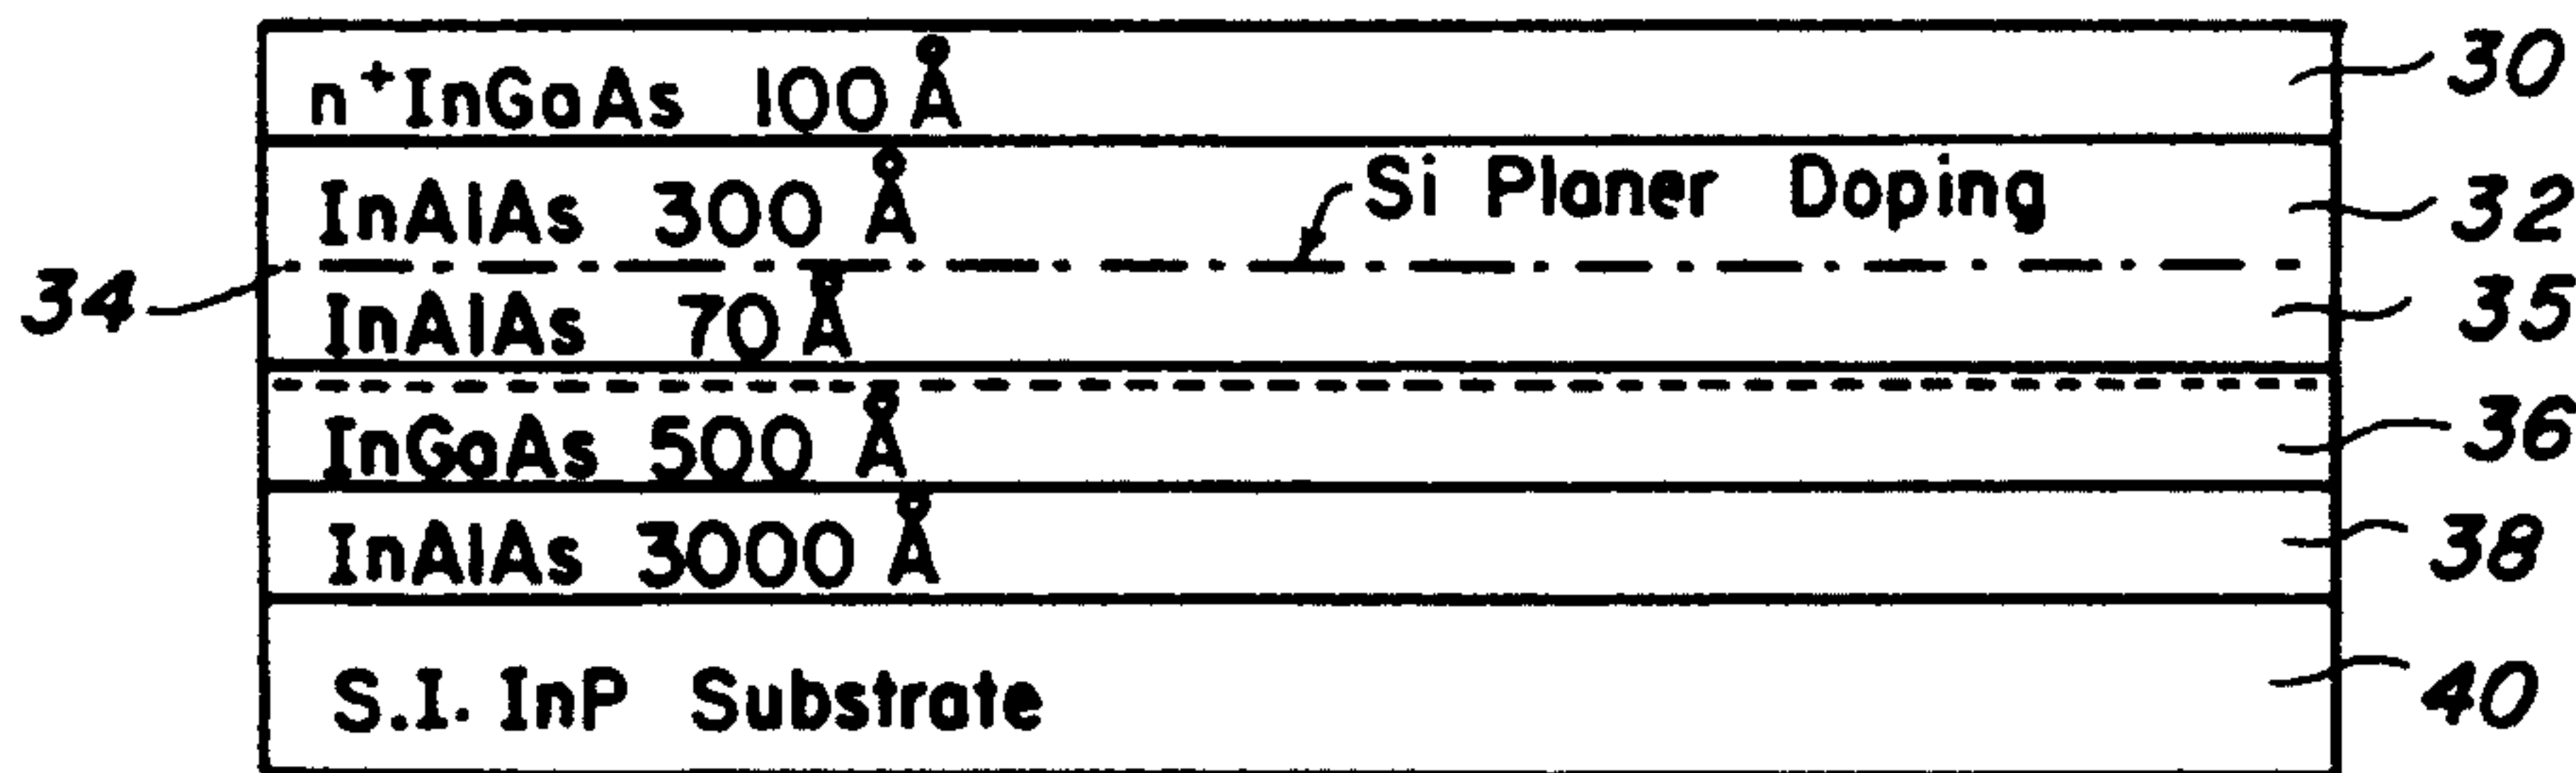 n+InGaAs 100 Å 30
InAlAs 300 Å Si Planer Doping 32
34
InAlAs 70 Å 35
InGaAs 500 Å 36
InAlAs 3000 Å 38
S.I. InP Substrate 40